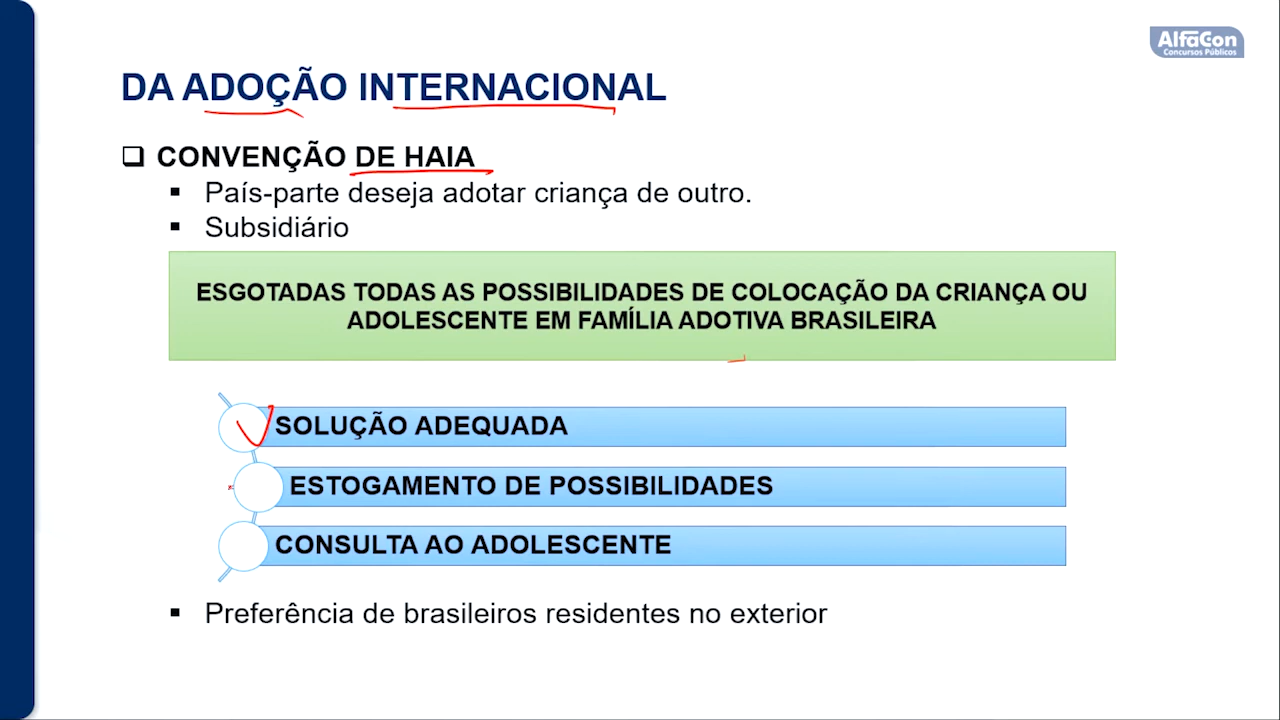 AlfaCon
Concursos Públicos
DA ADOÇÃO INTERNACIONAL
CONVENÇÃO DE HAIA
País-parte deseja adotar criança de outro.
Subsidiário
ESGOTADAS TODAS AS POSSIBILIDADES DE COLOCAÇÃO DA CRIANÇA OU
ADOLESCENTE EM FAMÍLIA ADOTIVA BRASILEIRA
SOLUÇÃO ADEQUADA
ESTOGAMENTO DE POSSIBILIDADES
CONSULTA AO ADOLESCENTE
Preferência de brasileiros residentes no exterior